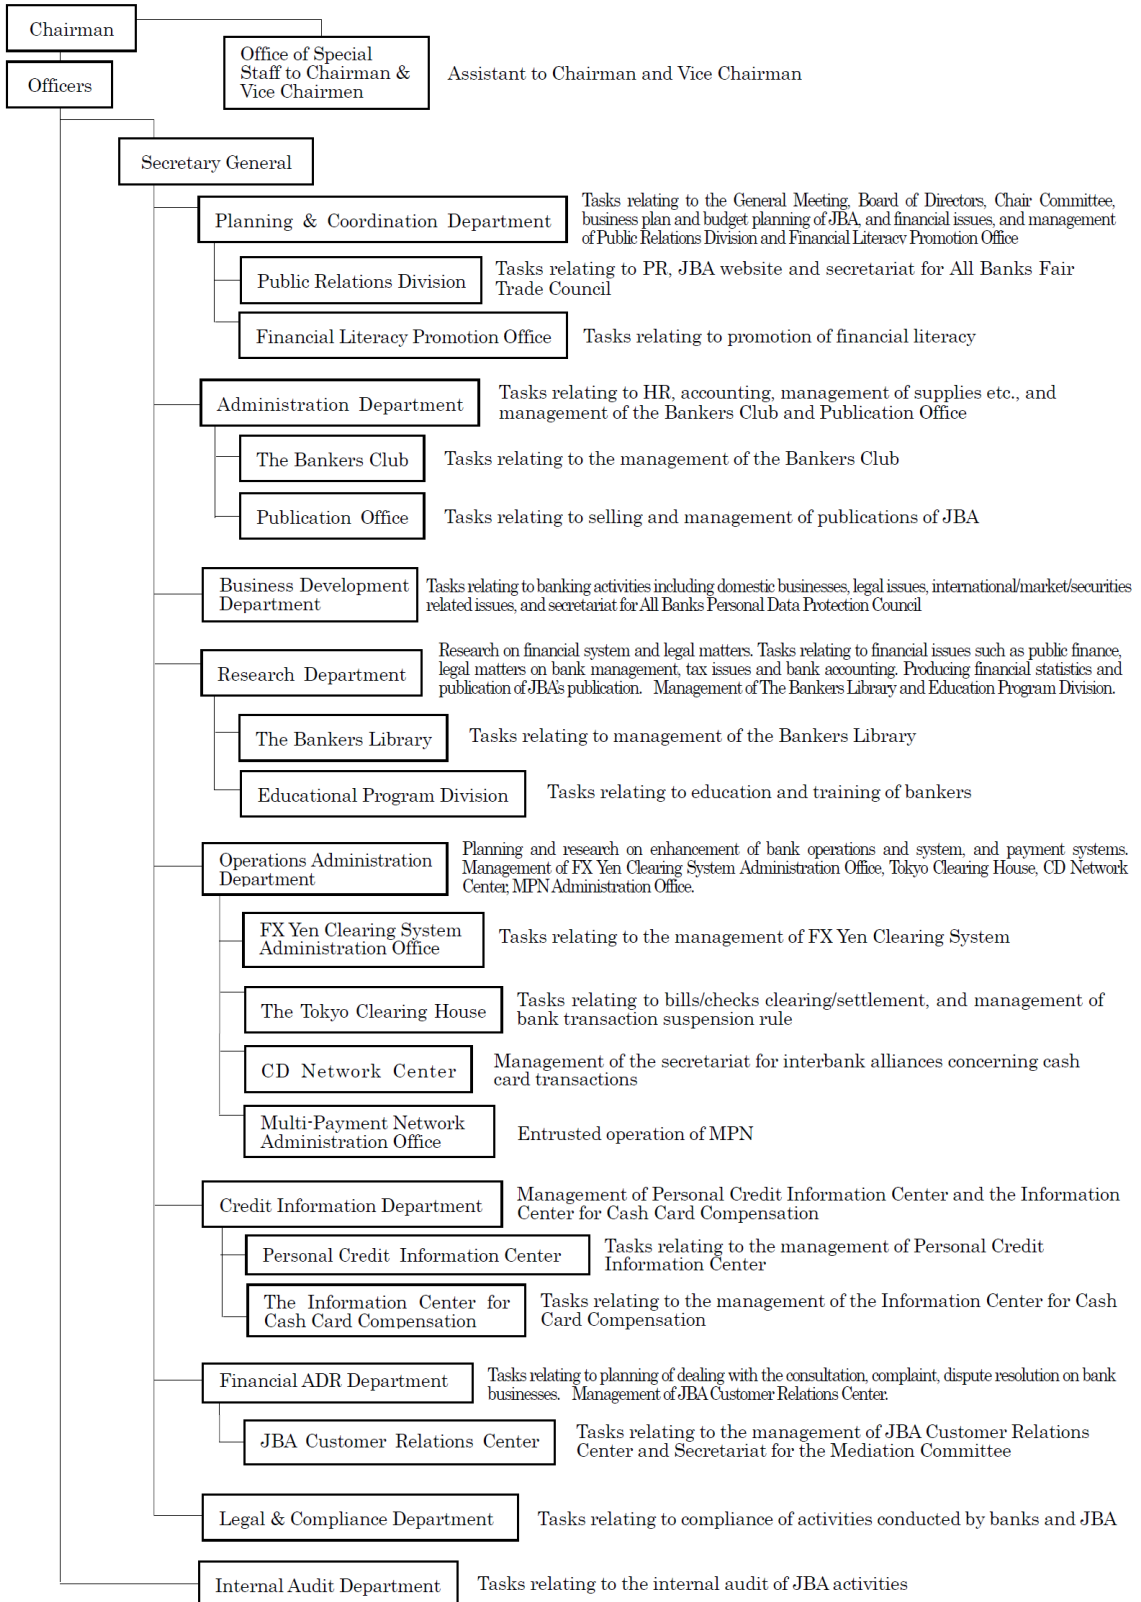 Chairman
Office of Special
Staff to Chairman &
Vice Chairmen
Assistant to Chairman and Vice Chairman
Officers
Secretary General
Planning & Coordination Department
Tasks relating to the General Meeting, Board of Directors, Chair Committee,
business plan and budget planning of JBA, and financial issues, and management
of Public Relations Division and Financial Literacy Promotion Office
Public Relations Division
Tasks relating to PR, JBA website and secretariat for All Banks Fair
Trade Council
Financial Literacy Promotion Office
Tasks relating to promotion of financial literacy
Administration Department
Tasks relating to HR, accounting, management of supplies etc., and
management of the Bankers Club and Publication Office
The Bankers Club
Tasks relating to the management of the Bankers Club
Publication Office
Tasks relating to selling and management of publications of JBA
Business Development
Department
Tasks relating to banking activities including domestic businesses, legal issues, international/market/securities
related issues, and secretariat for All Banks Personal Data Protection Council
Research Department
Research on financial system and legal matters. Tasks relating to financial issues such as public finance,
legal matters on bank management, tax issues and bank accounting. Producing financial statistics and
publication of JBA's publication. Management of The Bankers Library and Education Program Division.
The Bankers Library
Tasks relating to management of the Bankers Library
Educational Program Division
Tasks relating to education and training of bankers
Operations Administration
Department
Planning and research on enhancement of bank operations and system, and payment systems.
Management of FX Yen Clearing System Administration Office, Tokyo Clearing House, CD Network
Center, MPN Administration Office.
FX Yen Clearing System
Administration Office
Tasks relating to the management of FX Yen Clearing System
The Tokyo Clearing House
Tasks relating to bills/checks clearing/settlement, and management of
bank transaction suspension rule
CD Network Center
Management of the secretariat for interbank alliances concerning cash
card transactions
Multi-Payment Network
Administration Office
Entrusted operation of MPN
Credit Information Department
Management of Personal Credit Information Center and the Information
Center for Cash Card Compensation
Personal Credit Information Center
Tasks relating to the management of Personal Credit
Information Center
The Information Center for
Cash Card Compensation
Tasks relating to the management of the Information Center for Cash
Card Compensation
Financial ADR Department
Tasks relating to planning of dealing with the consultation, complaint, dispute resolution on bank
businesses. Management of JBA Customer Relations Center.
JBA Customer Relations Center
Tasks relating to the management of JBA Customer Relations
Center and Secretariat for the Mediation Committee
Legal & Compliance Department
Tasks relating to compliance of activities conducted by banks and JBA
Internal Audit Department
Tasks relating to the internal audit of JBA activities